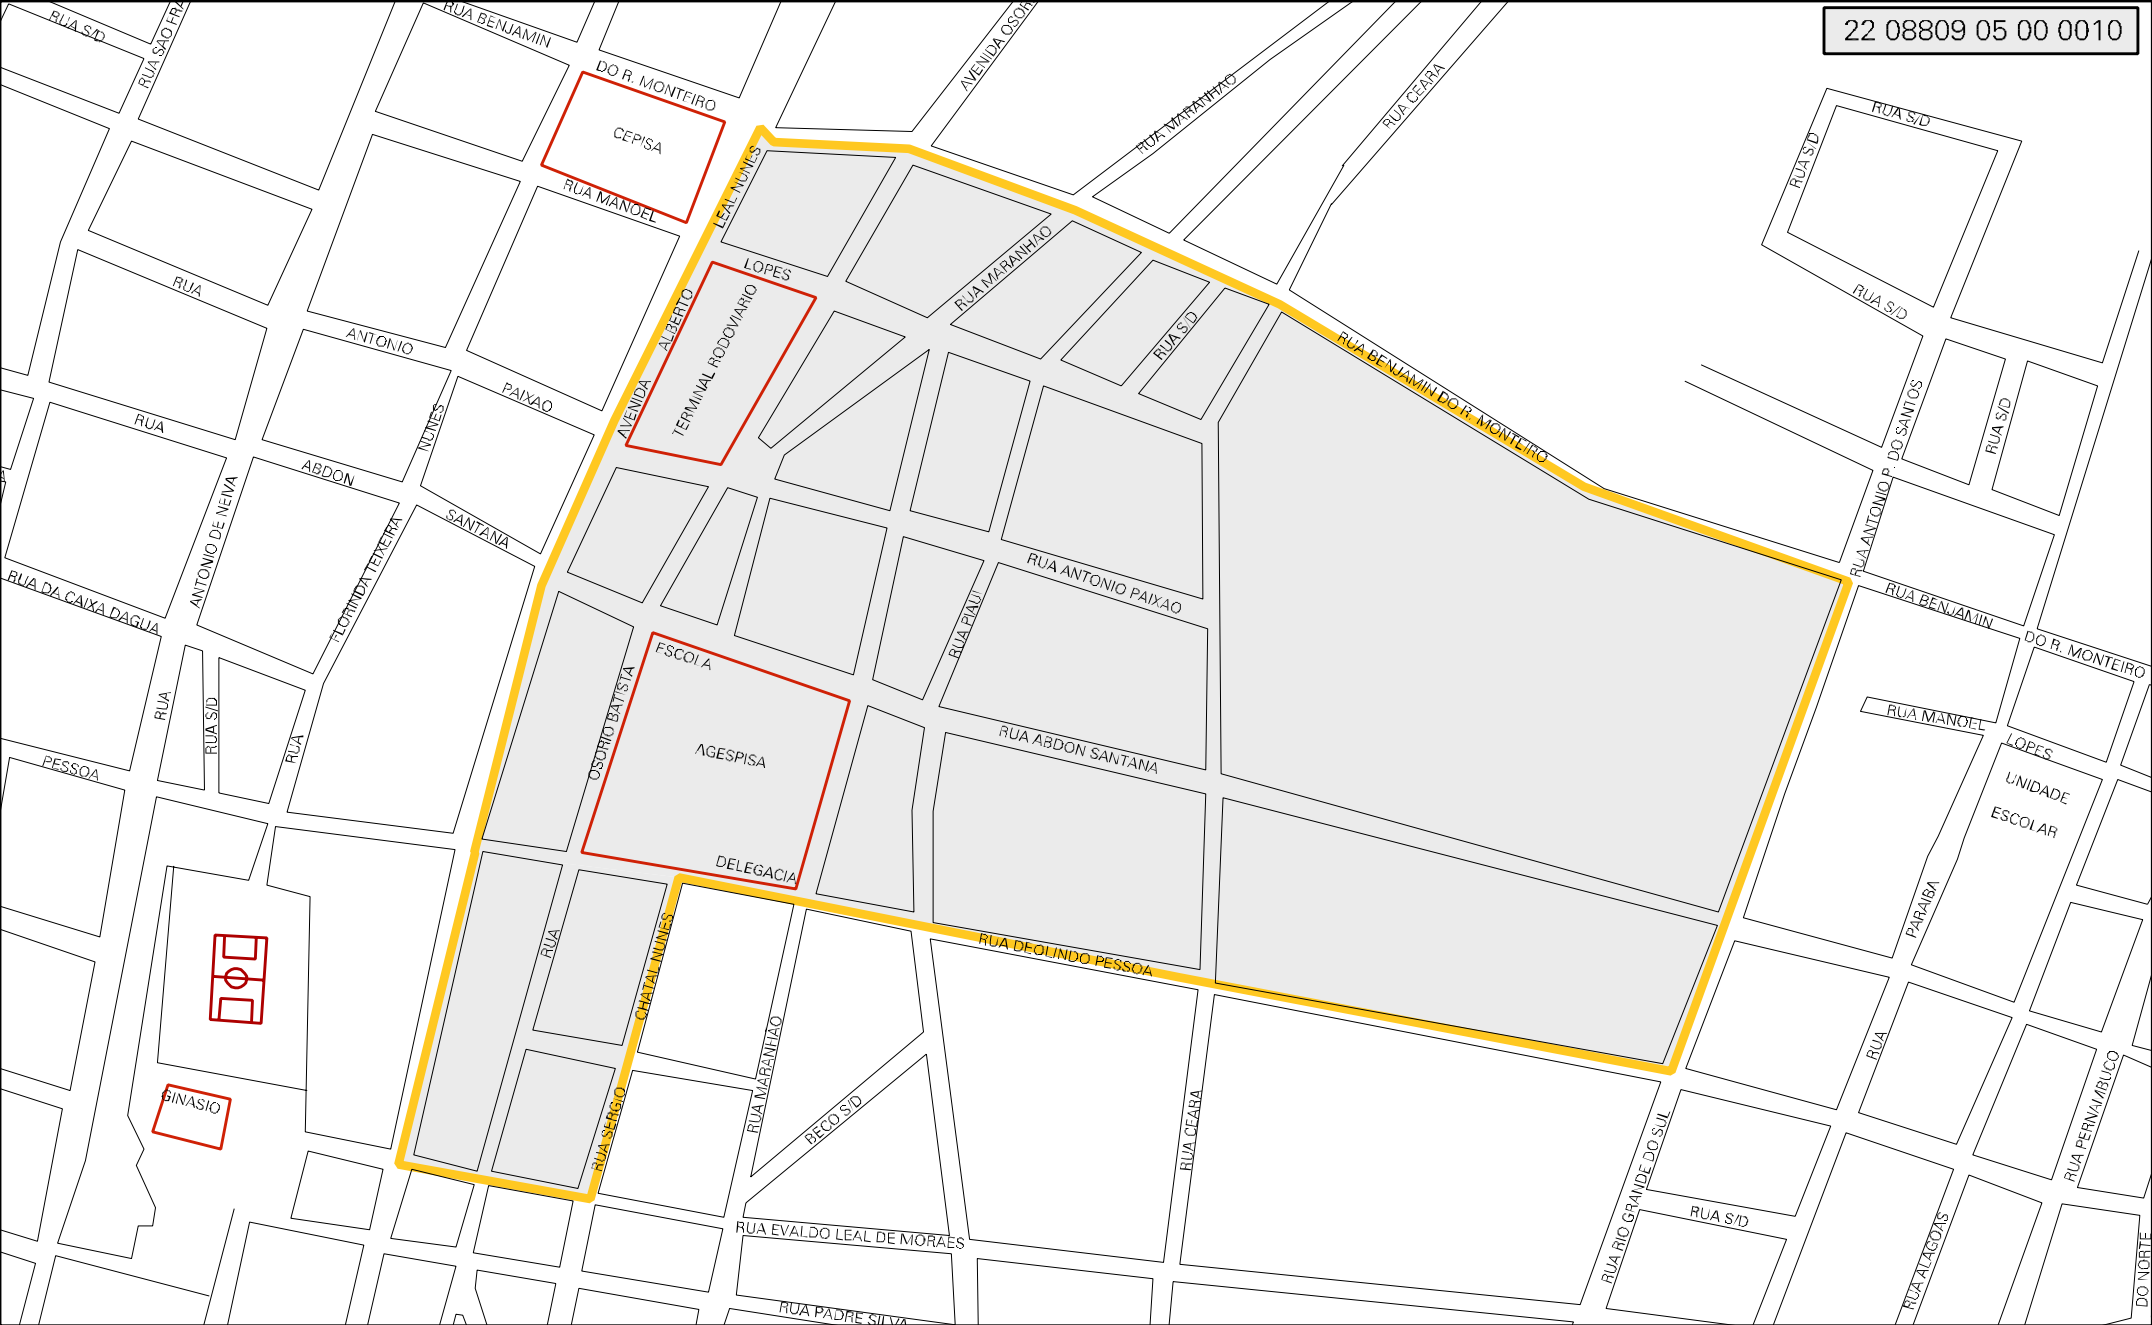 22 08809 05 00 0010
RUA S/D
RUA SAO FRA
RUA BENJAMIN
DO R. MONTEIRO
AVENIDA OSOR
RUA MARANHAO
RUA CEARA
RUA S/D
RUA S/D
RUA S/D
CEPISA
RUA MANOEL
LEAL NUNES
LOPES
RUA MARANHAO
RUA S/D
TERMINAL RODOVIARIO
ALBERTO
AVENIDA
RUA
ANTONIO
PAIXAO
NUNES
RUA
ABDON
SANTANA
RUA BENJAMIN DO R. MONTEIRO
RUA ANTONIO P. DO SANTOS
RUA S/D
ANTONIO DE NEIVA
FLORINDA TEIXEIRA
RUA DA CAIXA DAGUA
RUA ANTONIO PAIXAO
RUA PIAUI
RUA BENJAMIN
DO R. MONTEIRO
ESCOLA
OSORIO BATISTA
AGESPISA
DELEGACIA
RUA ABDON SANTANA
RUA
RUA S/D
RUA
PESSOA
RUA MANOEL
LOPES
UNIDADE
ESCOLAR
PARAIBA
RUA
CHATAL NUNES
RUA DEOLINDO PESSOA
RUA MARANHAO
BECO S/D
RUA SERGIO
GINASIO
RUA CEARA
RUA
RUA PERNAMBUCO
RUA RIO GRANDE DO SUL
RUA S/D
RUA ALAGOAS
DO NORTE
RUA EVALDO LEAL DE MORAES
RUA PADRE SILVA